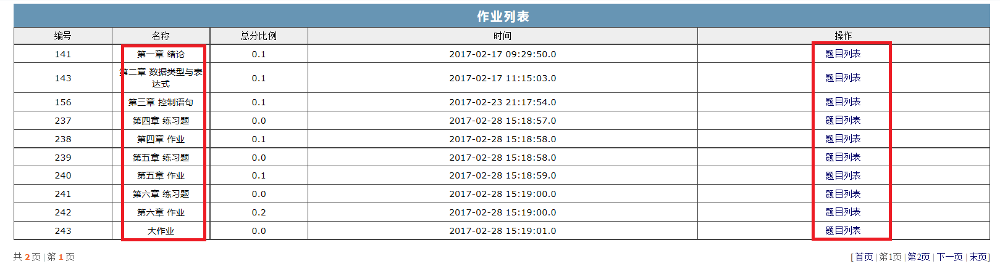 作业列表
编号 名称 总分比例 时间 操作
141 第一章 绪论 0.1 2017-02-17 09:29:50.0 题目列表
143 第二章 数据类型与表达式 0.1 2017-02-17 11:15:03.0 题目列表
156 第三章 控制语句 0.1 2017-02-23 21:17:54.0 题目列表
237 第四章 练习题 0.0 2017-02-28 15:18:57.0 题目列表
238 第四章 作业 0.1 2017-02-28 15:18:58.0 题目列表
239 第五章 练习题 0.0 2017-02-28 15:18:58.0 题目列表
240 第五章 作业 0.1 2017-02-28 15:18:59.0 题目列表
241 第六章 练习题 0.0 2017-02-28 15:19:00.0 题目列表
242 第六章 作业 0.2 2017-02-28 15:19:00.0 题目列表
243 大作业 0.0 2017-02-28 15:19:01.0 题目列表
共 2 页 | 第 1 页 [ 首页 | 第1页 | 第2页 | 下一页 | 末页]